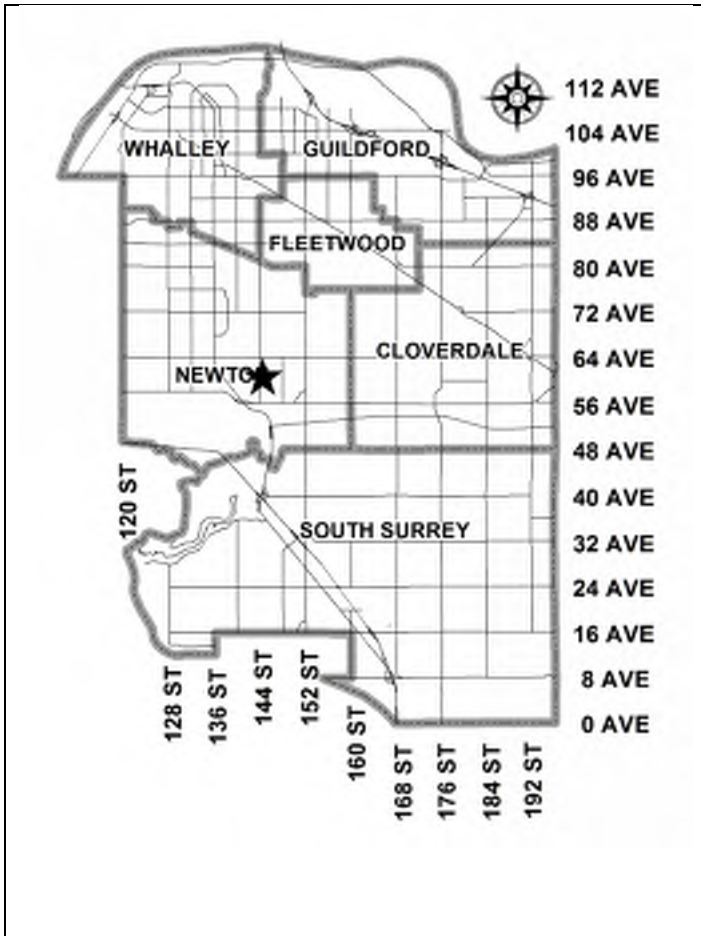 112 AVE
104 AVE
WHALLEY
GUILDFORD
96 AVE
88 AVE
FLEETWOOD
80 AVE
72 AVE
CLOVERDALE
64 AVE
NEWTO
56 AVE
48 AVE
120 ST
40 AVE
SOUTH SURREY
32 AVE
24 AVE
16 AVE
8 AVE
0 AVE
128 ST
136 ST
144 ST
152 ST
160 ST
168 ST
176 ST
184 ST
192 ST